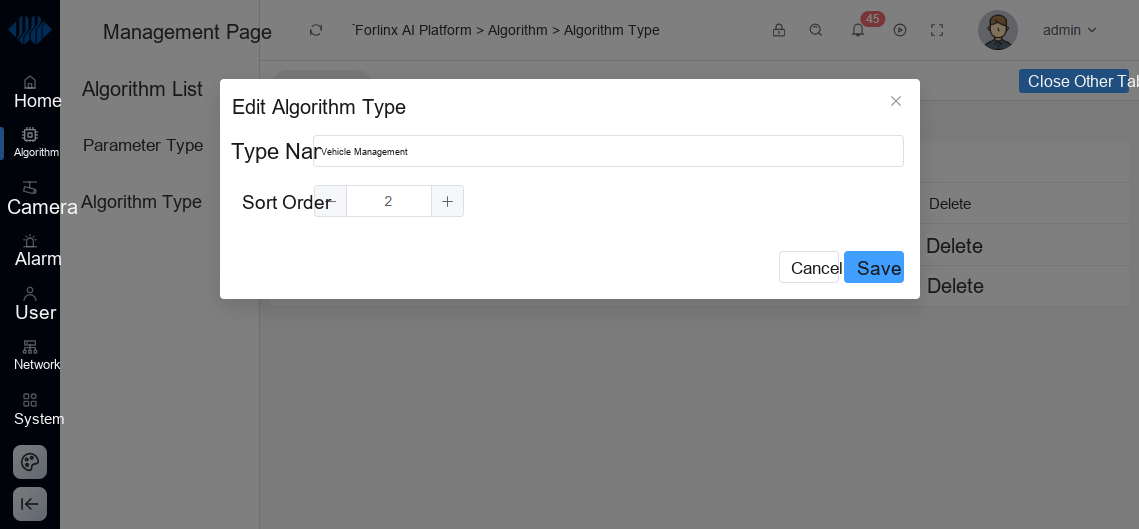 Management Page
Forlinx AI Platform > Algorithm > Algorithm Type
45
admin
Close Other Tab
Home
Algorithm
Camera
Alarm
User
Network
System
Algorithm List
Parameter Type
Algorithm Type
Edit Algorithm Type
Type Nar
Vehicle Management
Sort Order
2
Cancel
Save
Delete
Delete
Delete